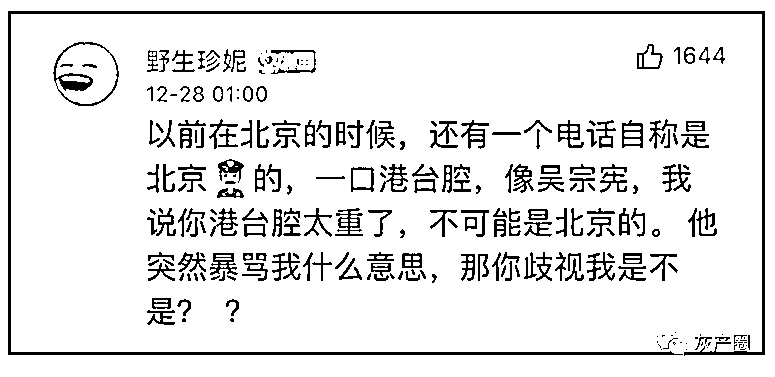 野生珍妮
1644
12-28 01:00
以前在北京的时候，还有一个电话自称是
北京👮的，一口港台腔，像吴宗宪，我
说你港台腔太重了，不可能是北京的。他
突然暴骂我什么意思，那你歧视我是不
是？？
灰产圈